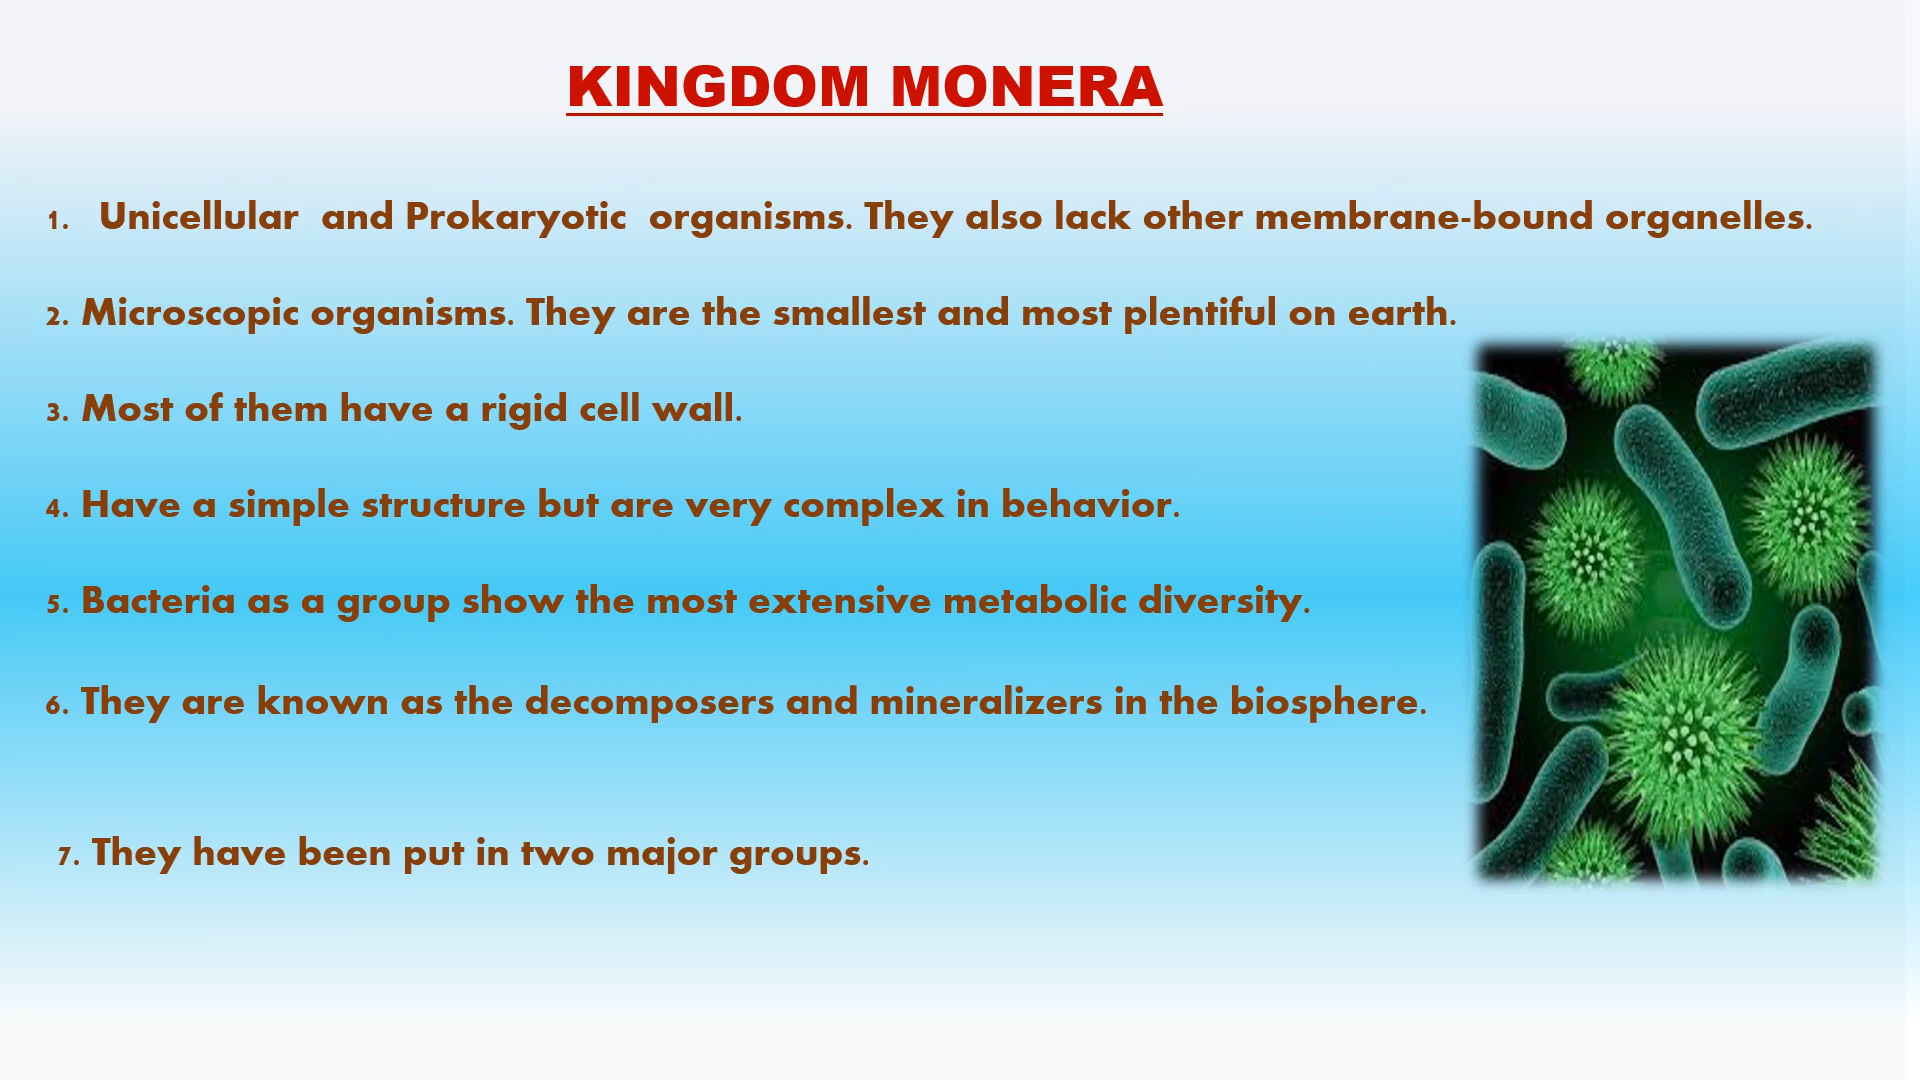 KINGDOM MONERA
1. Unicellular and Prokaryotic organisms. They also lack other membrane-bound organelles.
2. Microscopic organisms. They are the smallest and most plentiful on earth.
3. Most of them have a rigid cell wall.
4. Have a simple structure but are very complex in behavior.
5. Bacteria as a group show the most extensive metabolic diversity.
6. They are known as the decomposers and mineralizers in the biosphere.
7. They have been put in two major groups.